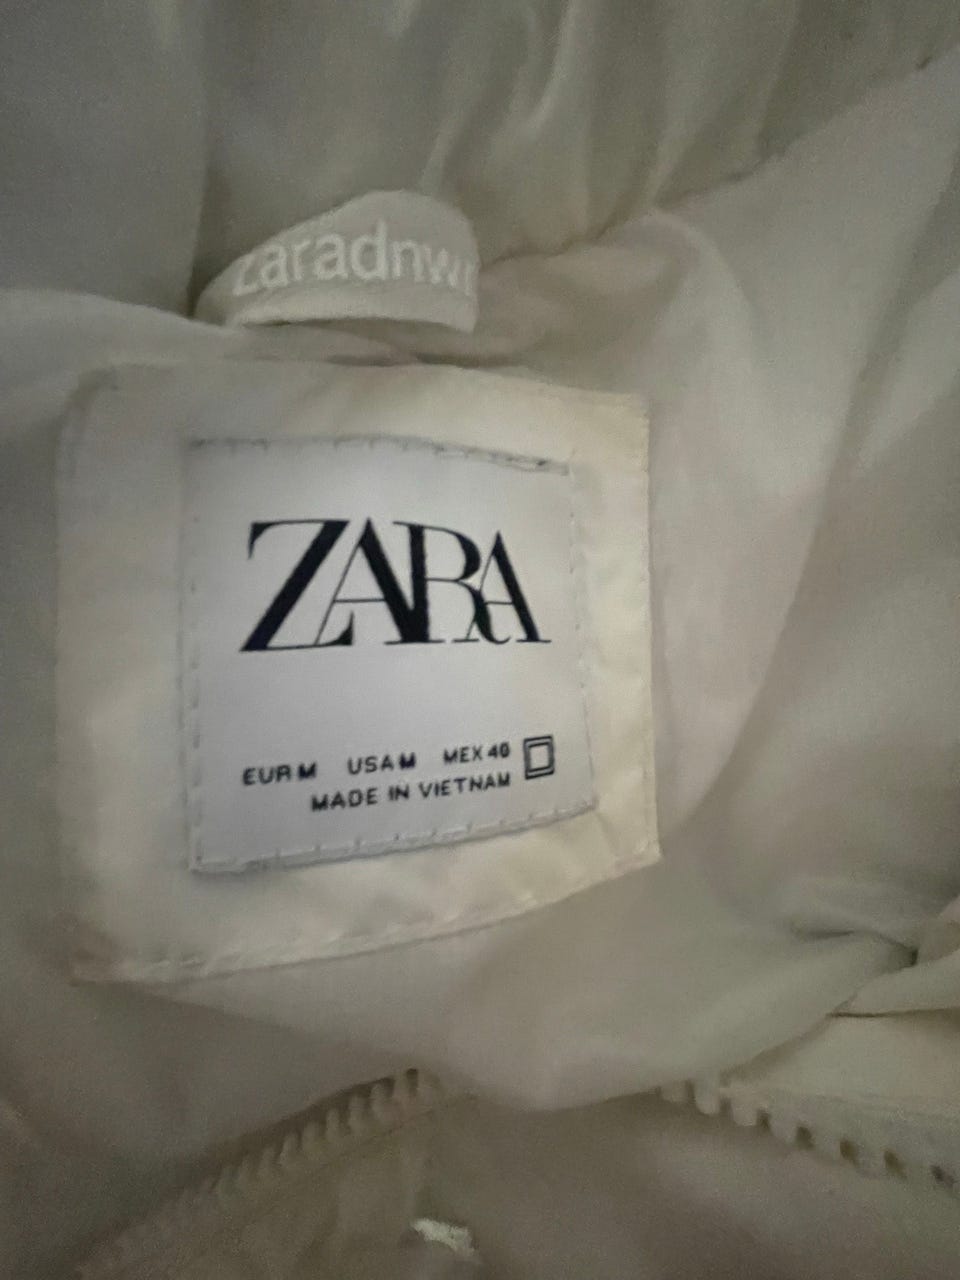 zaradnwr
ZARA
EUR M USA M MEX 40
MADE IN VIETNAM